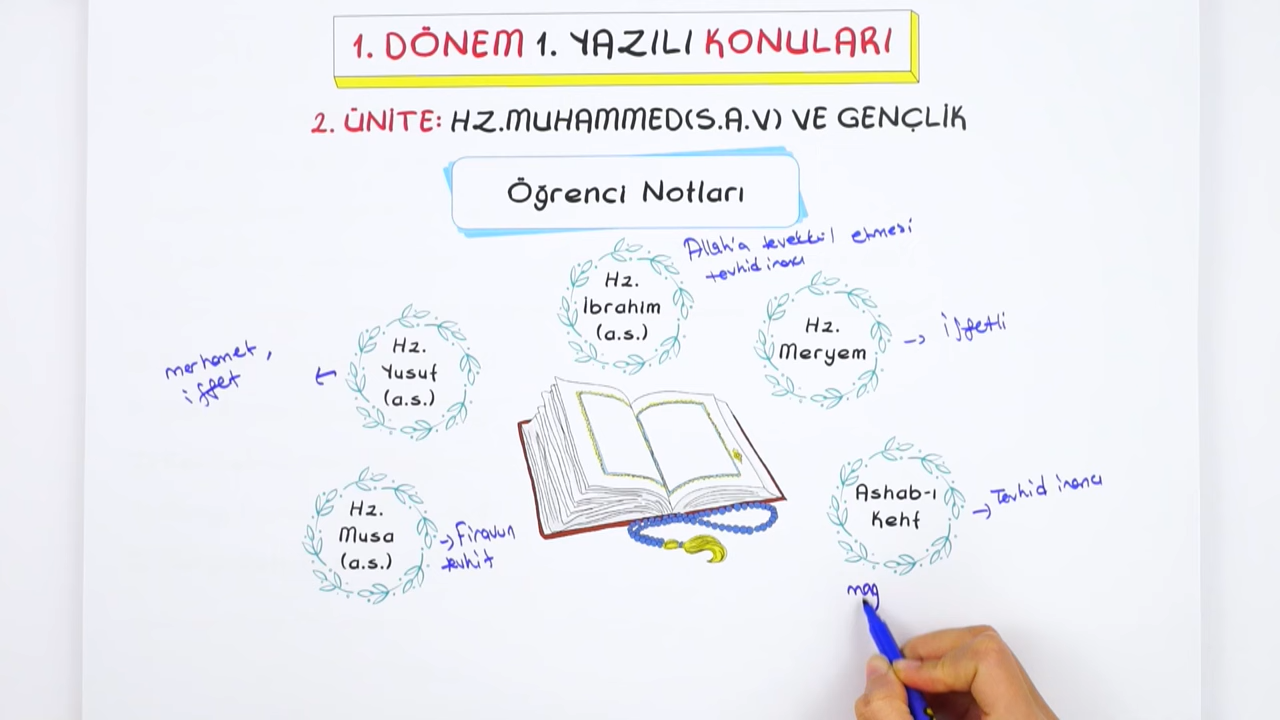 1. DÖNEM 1. YAZILI KONULARI
2. ÜNİTE: HZ.MUHAMMED(S.A.V) VE GENÇLİK
Öğrenci Notları
Hz.
İbrahim
(a.s.)
Allah'a tevekkül etmesi
tevhid inancı
Hz.
Meryem
→ iffetli
Hz.
Yusuf
(a.s.)
merhamet,
iffet
Hz.
Musa
(a.s.)
→ Firavun
tevhit
Ashab-ı
Kehf
→ Tevhid inancı
mağ